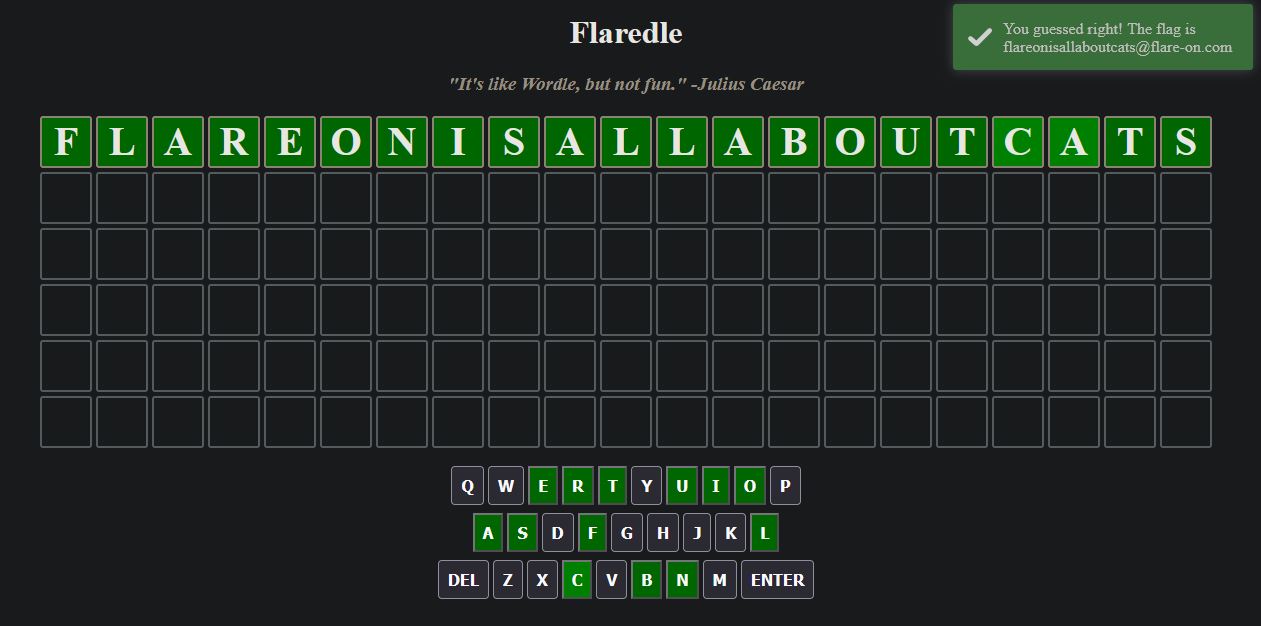 Flaredle
You guessed right! The flag is
flareonisallaboutcats@flare-on.com
"It's like Wordle, but not fun." -Julius Caesar
F L A R E O N I S A L L A B O U T C A T S
Q W E R T Y U I O P
A S D F G H J K L
DEL Z X C V B N M ENTER